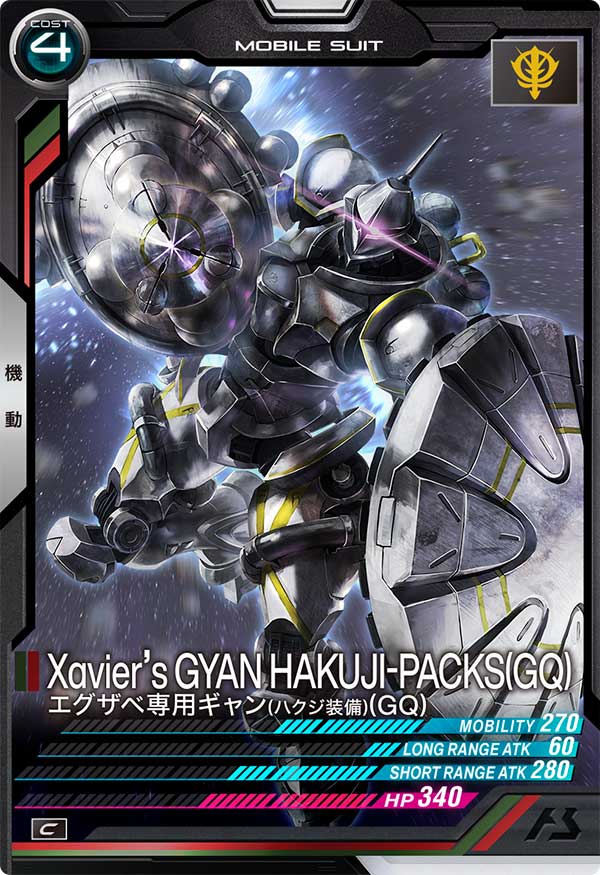 COST
4
MOBILE SUIT
機動
Xavier's GYAN HAKUJI-PACKS(GQ)
エグザベ専用ギャン(ハクジ装備)(GQ)
MOBILITY 270
LONG RANGE ATK 60
SHORT RANGE ATK 280
HP 340
C